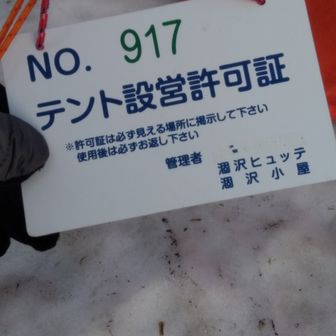 NO. 917
テント設営許可証
※許可証は必ず見える場所に掲示して下さい
使用後は必ずお返し下さい
管理者 涸沢ヒュッテ
涸沢小屋